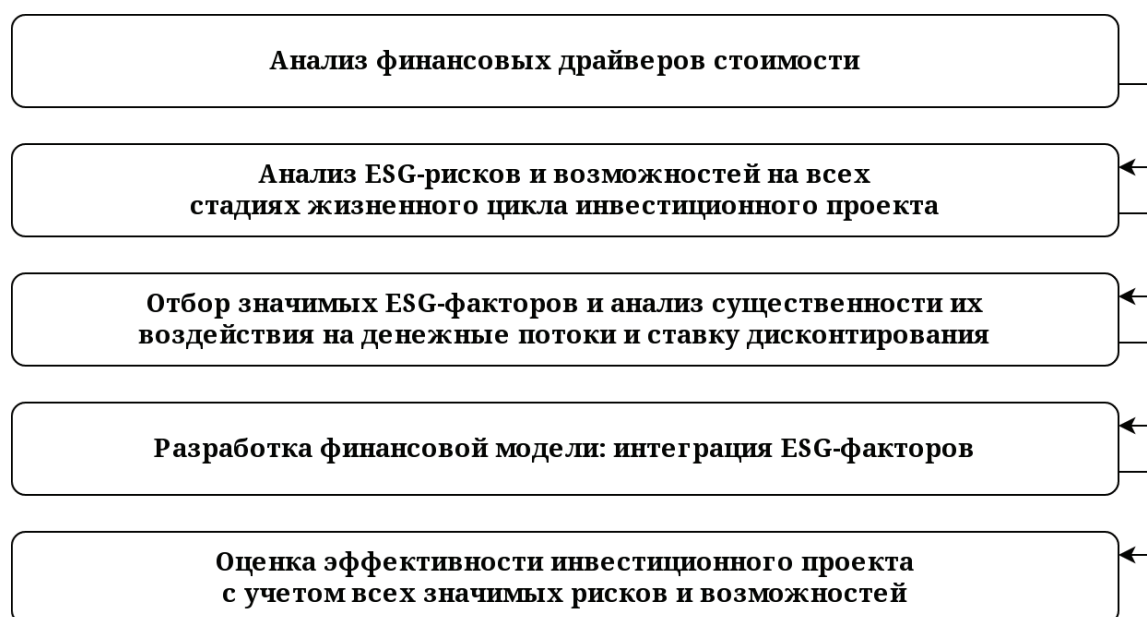 Анализ финансовых драйверов стоимости
Анализ ESG-рисков и возможностей на всех
стадиях жизненного цикла инвестиционного проекта
Отбор значимых ESG-факторов и анализ существенности их
воздействия на денежные потоки и ставку дисконтирования
Разработка финансовой модели: интеграция ESG-факторов
Оценка эффективности инвестиционного проекта
с учетом всех значимых рисков и возможностей